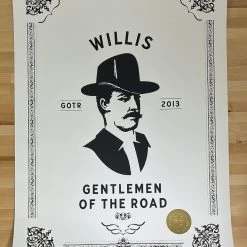 WILLIS
GOTR 2013
GENTLEMEN
OF THE ROAD